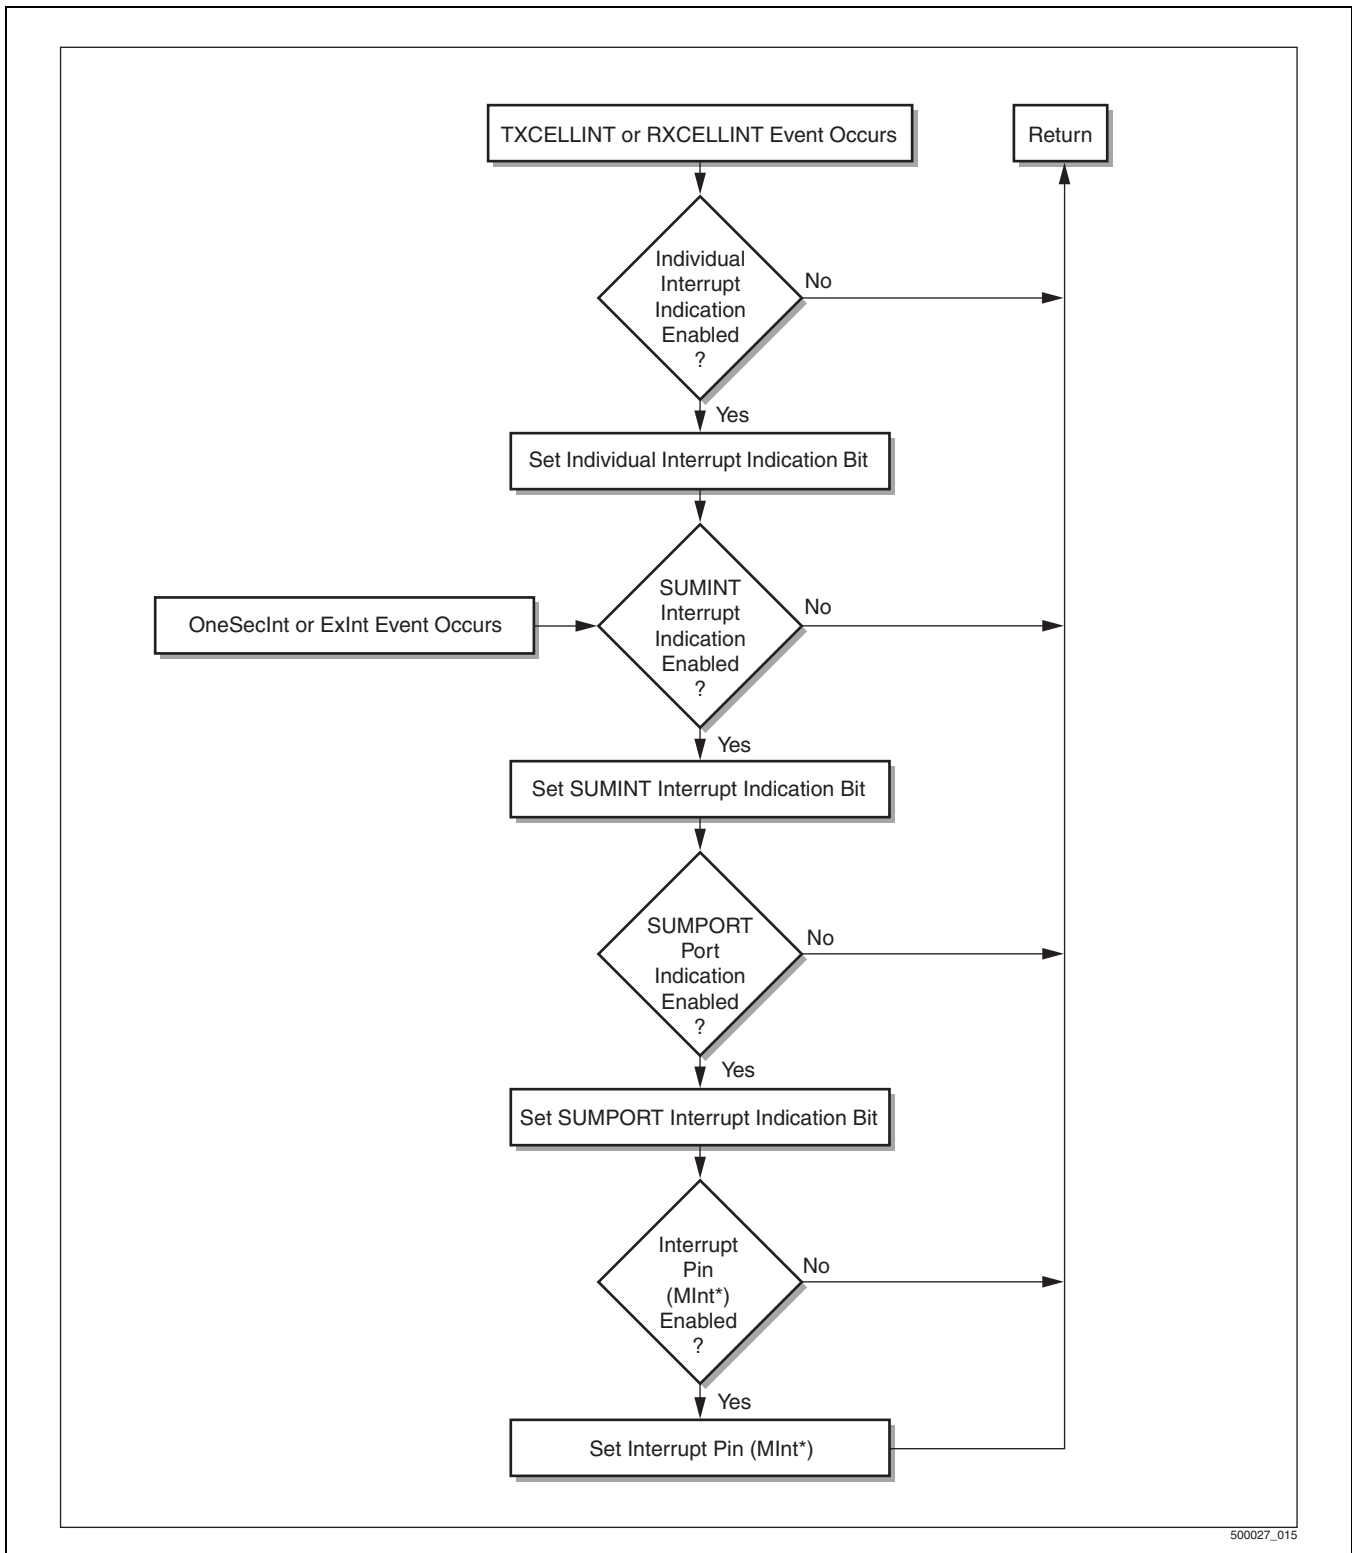 TXCELLINT or RXCELLINT Event Occurs
Return
Individual
Interrupt
Indication
Enabled
?
No
Yes
Set Individual Interrupt Indication Bit
SUMINT
Interrupt
Indication
Enabled
?
No
OneSecInt or ExInt Event Occurs
Yes
Set SUMINT Interrupt Indication Bit
SUMPORT
Port
Indication
Enabled
?
No
Yes
Set SUMPORT Interrupt Indication Bit
Interrupt
Pin
(MInt*)
Enabled
?
No
Yes
Set Interrupt Pin (MInt*)
500027_015